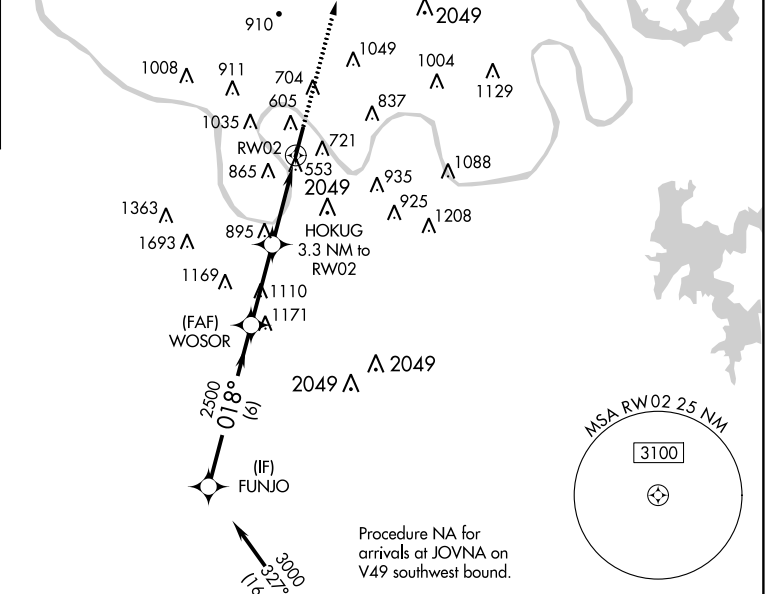 910
2049
1049
1008
911
704
1004
1129
605
837
1035
RW02
721
865
553
1088
2049
935
925
1363
1208
895
HOKUG
3.3 NM to
RW02
1693
1169
1110
1171
(FAF)
WOSOR
2049
2049
2500
018°
(6)
MSA RW02 25 NM
3100
(IF)
FUNJO
Procedure NA for
arrivals at JOVNA on
V49 southwest bound.
3000
327°